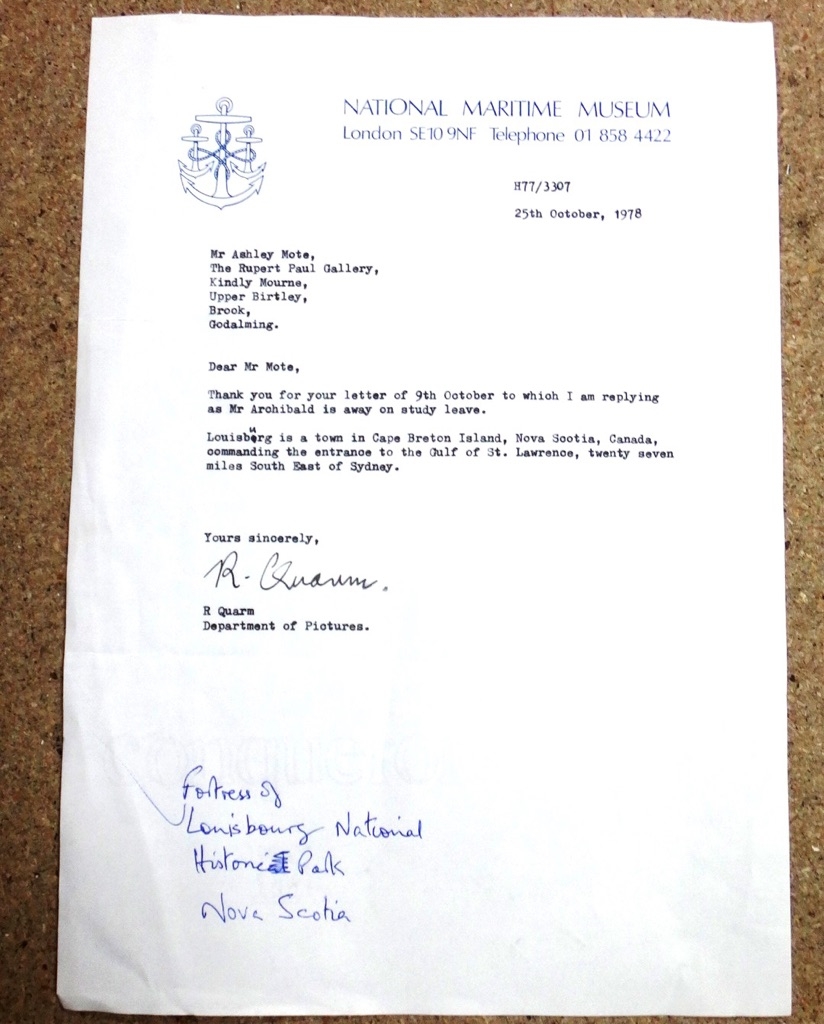 NATIONAL MARITIME MUSEUM
London SE10 9NF Telephone 01 858 4422
H77/3307
25th October, 1978
Mr Ashley Mote,
The Rupert Paul Gallery,
Kindly Mourne,
Upper Birtley,
Brook,
Godalming.
Dear Mr Mote,
Thank you for your letter of 9th October to which I am replying
as Mr Archibald is away on study leave.
Louisburg is a town in Cape Breton Island, Nova Scotia, Canada,
commanding the entrance to the Gulf of St. Lawrence, twenty seven
miles South East of Sydney.
Yours sincerely,
R. Quarm.
R Quarm
Department of Pictures.
Fortress of
Louisbourg National
Historic Park
Nova Scotia